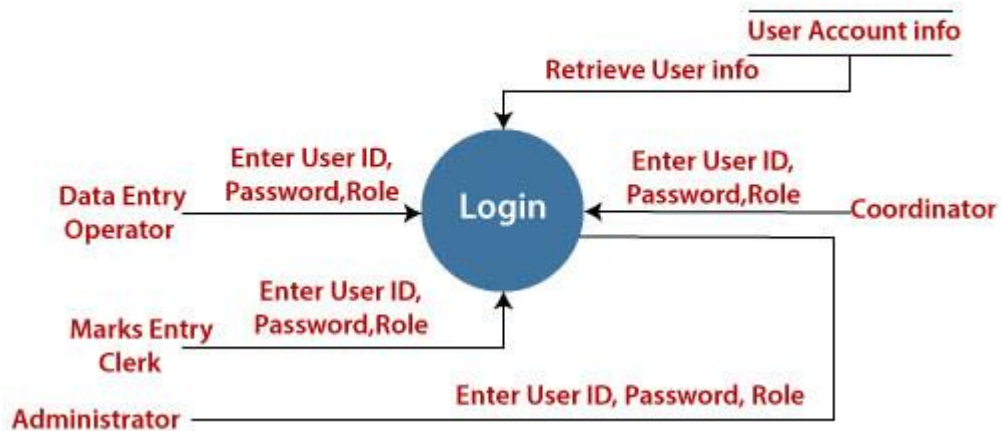 User Account info
Retrieve User info
Enter User ID,
Password,Role
Data Entry
Operator
Login
Enter User ID,
Password,Role
Coordinator
Enter User ID,
Password,Role
Marks Entry
Clerk
Enter User ID, Password, Role
Administrator